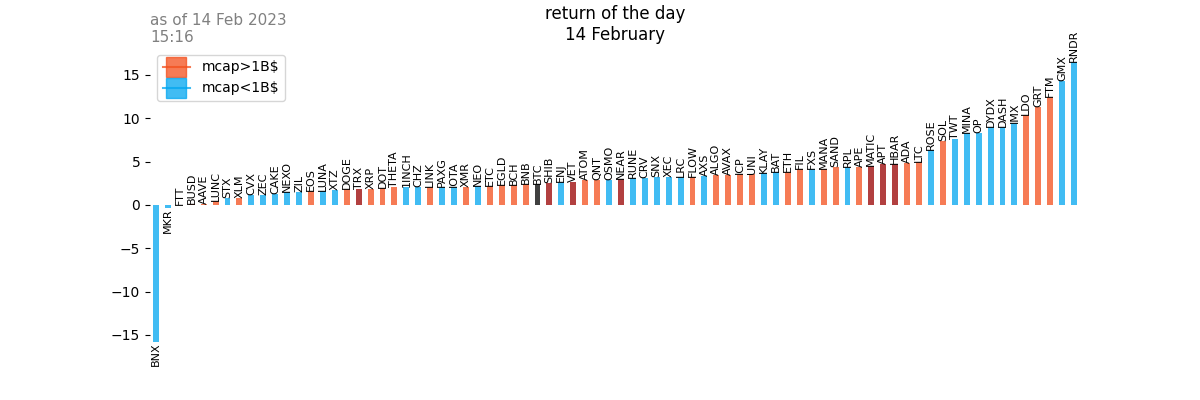 as of 14 Feb 2023
15:16
return of the day
14 February
mcap>1B$
mcap<1B$
15
10
5
0
−5
−10
−15
BNX
MKR
FTT
BUSD
AAVE
LUNC
STX
XLM
CVX
ZEC
CAKE
NEXO
ZIL
EOS
LUNA
XTZ
DOGE
TRX
XRP
DOT
THETA
1INCH
CHZ
LINK
PAXG
IOTA
XMR
NEO
ETC
EGLD
BCH
BNB
BTC
SHIB
ENJ
VET
ATOM
QNT
OSMO
NEAR
RUNE
CRV
SNX
XEC
LRC
FLOW
AXS
ALGO
AVAX
ICP
UNI
KLAY
BAT
ETH
FIL
FXS
MANA
SAND
RPL
APE
MATIC
APT
HBAR
ADA
LTC
ROSE
SOL
TWT
MINA
OP
DYDX
DASH
IMX
LDO
GRT
FTM
GMX
RNDR